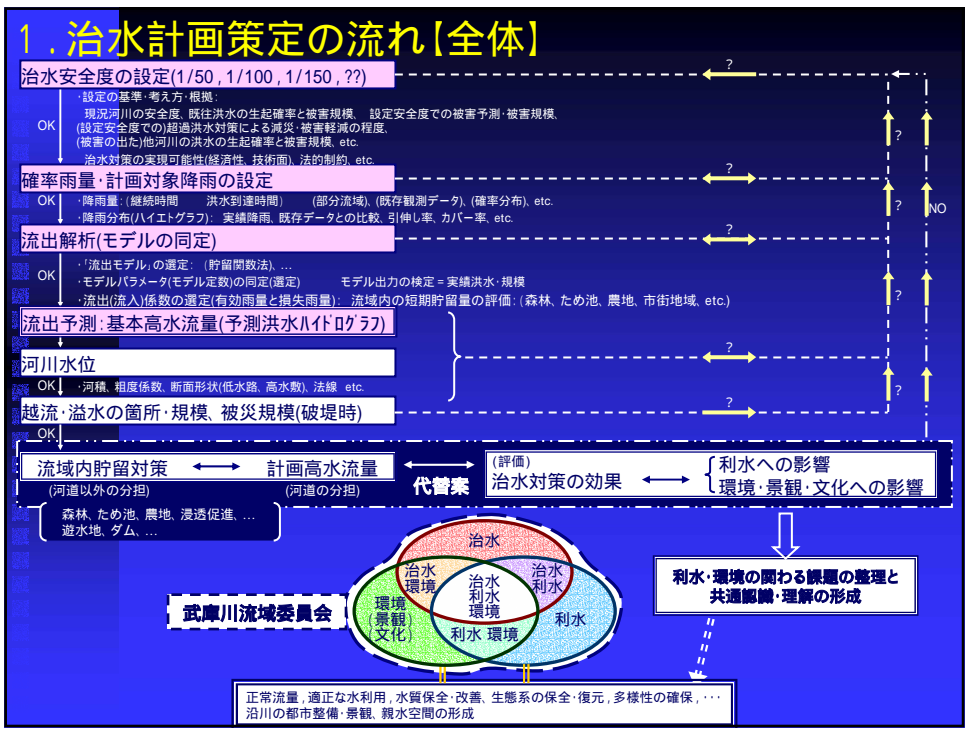 1．治水計画策定の流れ【全体】
治水安全度の設定(1/50 , 1/100 , 1/150 , ??)
?
OK
・設定の基準・考え方・根拠：
現況河川の安全度、既往洪水の生起確率と被害規模、 設定安全度での被害予測・被害規模、
(設定安全度での)超過洪水対策による減災・被害軽減の程度、
(被害の出た)他河川の洪水の生起確率と被害規模、etc.
治水対策の実現可能性(経済性、技術面)、法的制約、etc.
?
確率雨量・計画対象降雨の設定
?
OK
・降雨量：(継続時間　洪水到達時間)　(部分流域)、(既存観測データ)、(確率分布)、etc.
・降雨分布(ハイエトグラフ)： 実績降雨、既存データとの比較、引伸し率、カバー率、etc.
?
NO
流出解析(モデルの同定)
?
OK
・「流出モデル」の選定： (貯留関数法)、…
・モデルパラメータ(モデル定数)の同定(選定)　モデル出力の検定＝実績洪水・規模
・流出(流入)係数の選定(有効雨量と損失雨量)： 流域内の短期貯留量の評価：(森林、ため池、農地、市街地域、etc.)
?
流出予測：基本高水流量(予測洪水ﾊｲﾄﾞﾛｸﾞﾗﾌ)
?
河川水位
OK
・河積、粗度係数、断面形状(低水路、高水敷)、法線 etc.
?
越流・溢水の箇所・規模、被災規模(破堤時)
?
OK
流域内貯留対策
計画高水流量
(河道以外の分担)
(河道の分担)
代替案
(評価)
治水対策の効果
利水への影響
環境・景観・文化への影響
森林、ため池、農地、浸透促進、…
遊水地、ダム、…
治水
治水
環境
治水
利水
治水
利水
環境
環境
(景観)
(文化)
利水
利水 環境
武庫川流域委員会
利水・環境の関わる課題の整理と
共通認識・理解の形成
正常流量 , 適正な水利用 , 水質保全・改善、生態系の保全・復元 , 多様性の確保 , ･･･
沿川の都市整備・景観、親水空間の形成